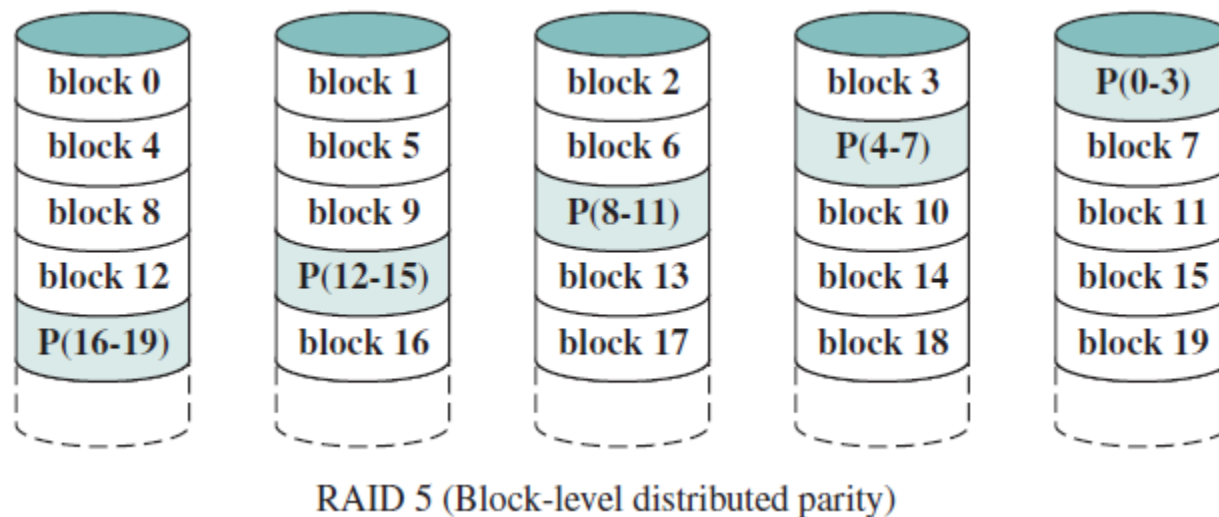 block 0 block 1 block 2 block 3 P(0-3)
block 4 block 5 block 6 P(4-7) block 7
block 8 block 9 P(8-11) block 10 block 11
block 12 P(12-15) block 13 block 14 block 15
P(16-19) block 16 block 17 block 18 block 19
RAID 5 (Block-level distributed parity)